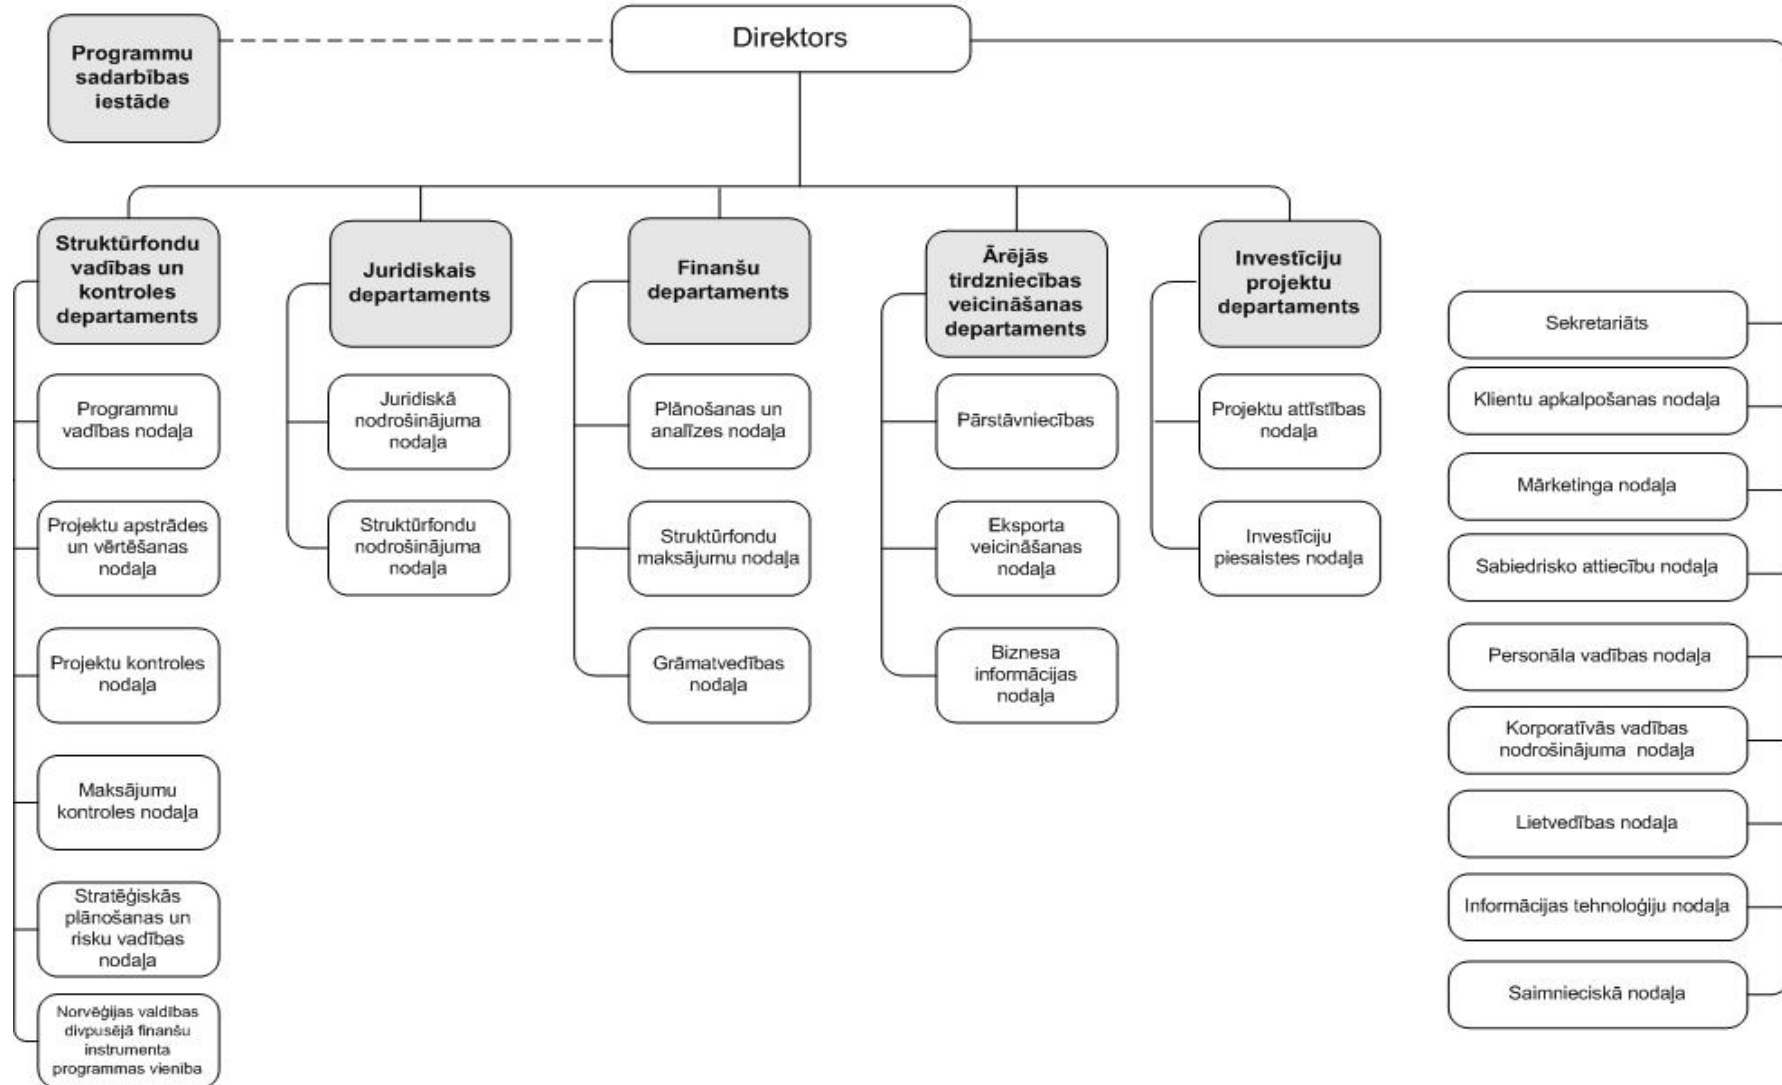 Programmu
sadarbības
iestāde
Direktors
Struktūrfondu
vadības un
kontroles
departaments
Juridiskais
departaments
Finanšu
departaments
Ārējās
tirdzniecības
veicināšanas
departaments
Investīciju
projektu
departaments
Programmu
vadības nodaļa
Projektu apstrādes
un vērtēšanas
nodaļa
Projektu kontroles
nodaļa
Maksājumu
kontroles nodaļa
Stratēģiskās
plānošanas un
risku vadības
nodaļa
Norvēģijas valdības
divpusējā finanšu
instrumenta
programmas vienība
Juridiskā
nodrošinājuma
nodaļa
Struktūrfondu
nodrošinājuma
nodaļa
Plānošanas un
analīzes nodaļa
Struktūrfondu
maksājumu nodaļa
Grāmatvedības
nodaļa
Pārstāvniecības
Eksporta
veicināšanas
nodaļa
Biznesa
informācijas
nodaļa
Projektu attīstības
nodaļa
Investīciju
piesaistes nodaļa
Sekretariāts
Klientu apkalpošanas nodaļa
Mārketinga nodaļa
Sabiedrisko attiecību nodaļa
Personāla vadības nodaļa
Korporatīvās vadības
nodrošinājuma nodaļa
Lietvedības nodaļa
Informācijas tehnoloģiju nodaļa
Saimnieciskā nodaļa